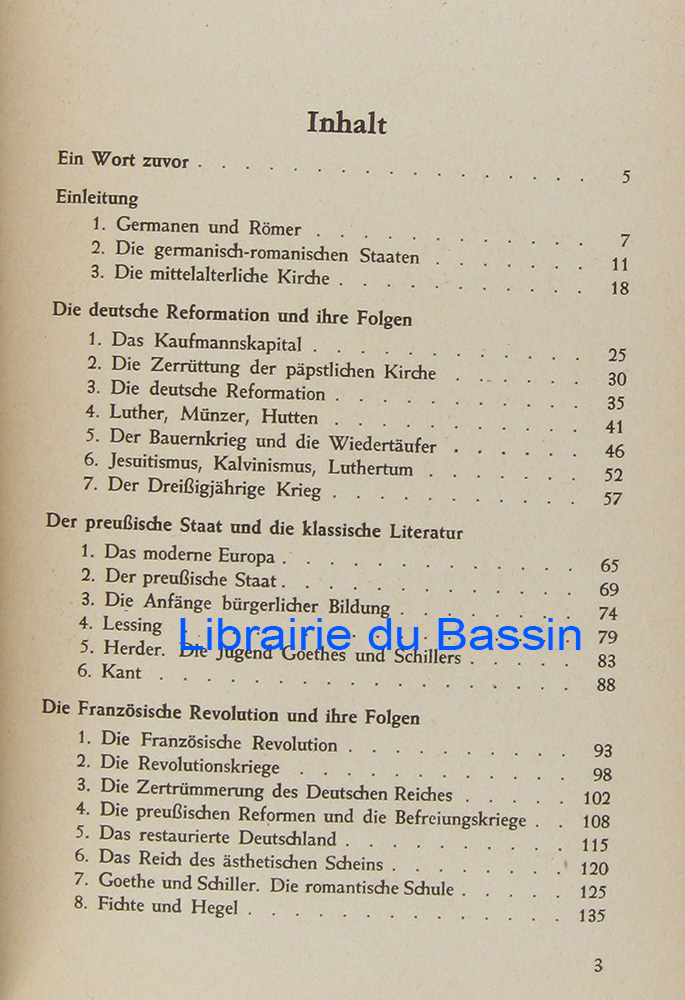 Inhalt
Ein Wort zuvor . . . . . . . . . . . . . . . . . 5
Einleitung
1. Germanen und Römer . . . . . . . . . . . . 7
2. Die germanisch-romanischen Staaten . . . . . . . 11
3. Die mittelalterliche Kirche . . . . . . . . . . . 18
Die deutsche Reformation und ihre Folgen
1. Das Kaufmannskapital . . . . . . . . . . . . 25
2. Die Zerrüttung der päpstlichen Kirche . . . . . . 30
3. Die deutsche Reformation . . . . . . . . . . . 35
4. Luther, Münzer, Hutten . . . . . . . . . . . . 41
5. Der Bauernkrieg und die Wiedertäufer . . . . . . 46
6. Jesuitismus, Kalvinismus, Luthertum . . . . . . . 52
7. Der Dreißigjährige Krieg . . . . . . . . . . . 57
Der preußische Staat und die klassische Literatur
1. Das moderne Europa . . . . . . . . . . . . . 65
2. Der preußische Staat . . . . . . . . . . . . . 69
3. Die Anfänge bürgerlicher Bildung . . . . . . . . 74
4. Lessing . . . . . . . . . . . . . . . . . 79
Librairie du Bassin
5. Herder. Die Jugend Goethes und Schillers . . . . . 83
6. Kant . . . . . . . . . . . . . . . . . . 88
Die Französische Revolution und ihre Folgen
1. Die Französische Revolution . . . . . . . . . . 93
2. Die Revolutionskriege . . . . . . . . . . . . 98
3. Die Zertrümmerung des Deutschen Reiches . . . . . 102
4. Die preußischen Reformen und die Befreiungskriege . . 108
5. Das restaurierte Deutschland . . . . . . . . . . 115
6. Das Reich des ästhetischen Scheins . . . . . . . . 120
7. Goethe und Schiller. Die romantische Schule . . . . . 125
8. Fichte und Hegel . . . . . . . . . . . . . . 135
3